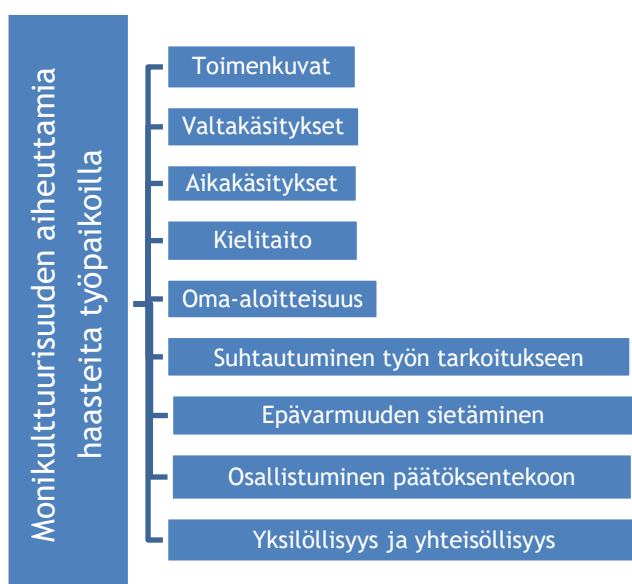 Monikulttuurisuuden aiheuttamia
haasteita työpaikoilla
Toimenkuvat
Valtakäsitykset
Aikakäsitykset
Kielitaito
Oma-aloitteisuus
Suhtautuminen työn tarkoitukseen
Epävarmuuden sietäminen
Osallistuminen päätöksentekoon
Yksilöllisyys ja yhteisöllisyys